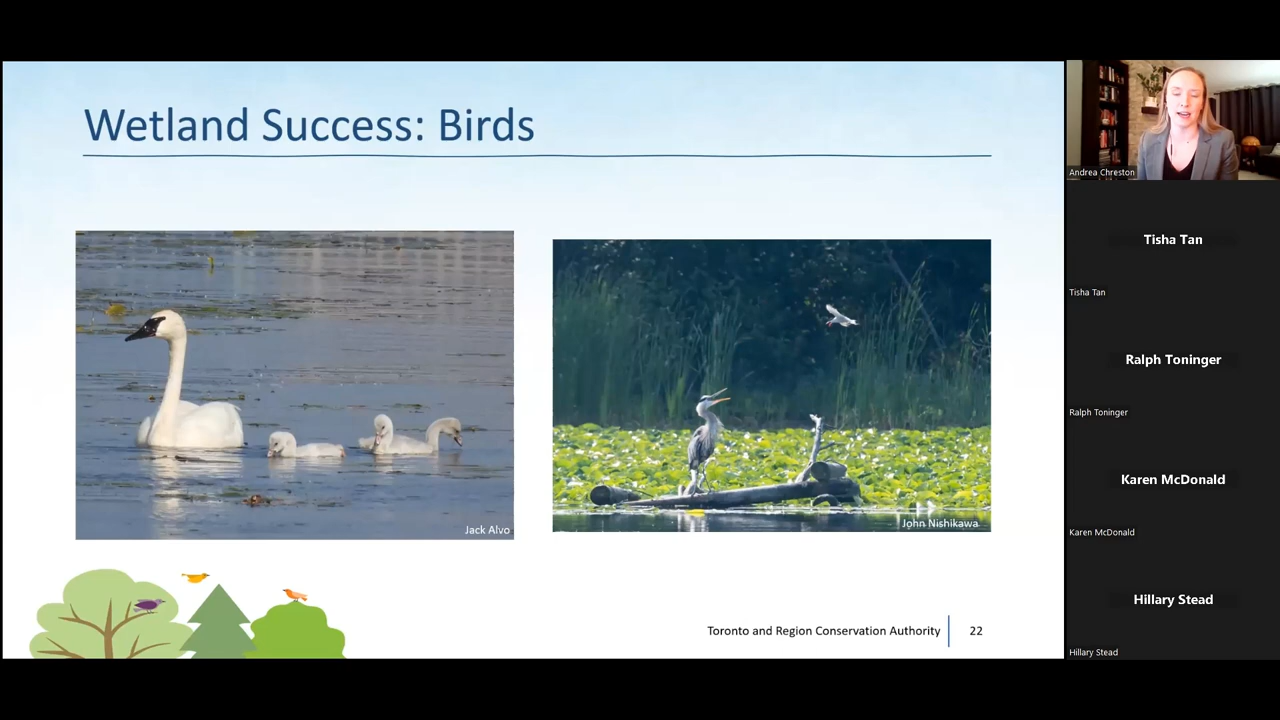 Wetland Success: Birds
Jack Alvo
John Nishikawa
Toronto and Region Conservation Authority
22
Andrea Chreston
Tisha Tan
Tisha Tan
Ralph Toninger
Ralph Toninger
Karen McDonald
Karen McDonald
Hillary Stead
Hillary Stead